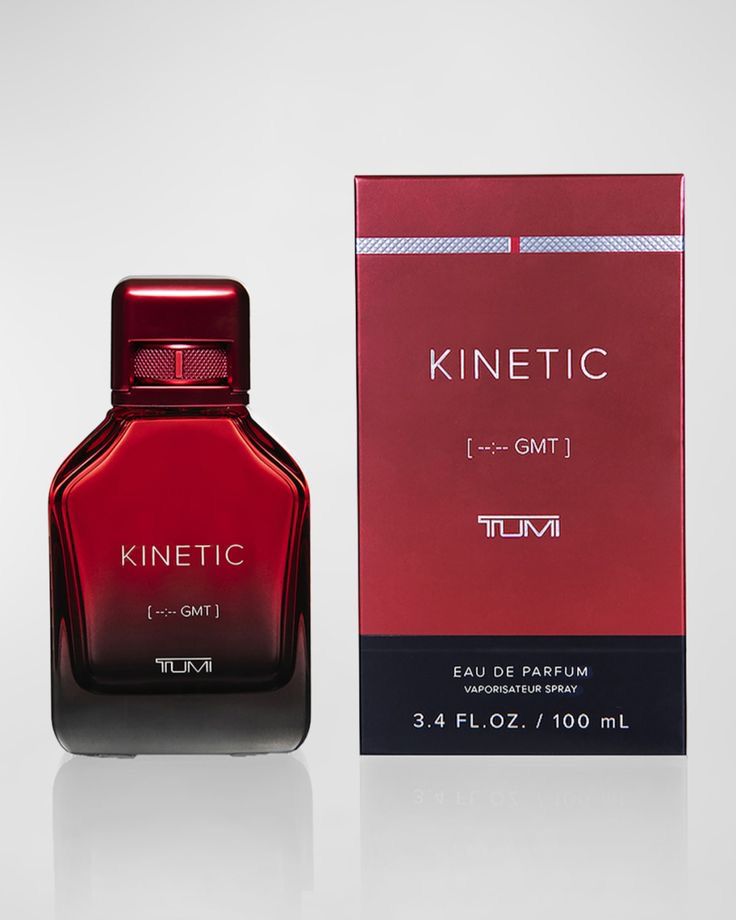 KINETIC
[ --:-- GMT ]
TUMI
KINETIC
[ --:-- GMT ]
TUMI
EAU DE PARFUM
VAPORISATEUR SPRAY
3.4 FL.OZ. / 100 mL